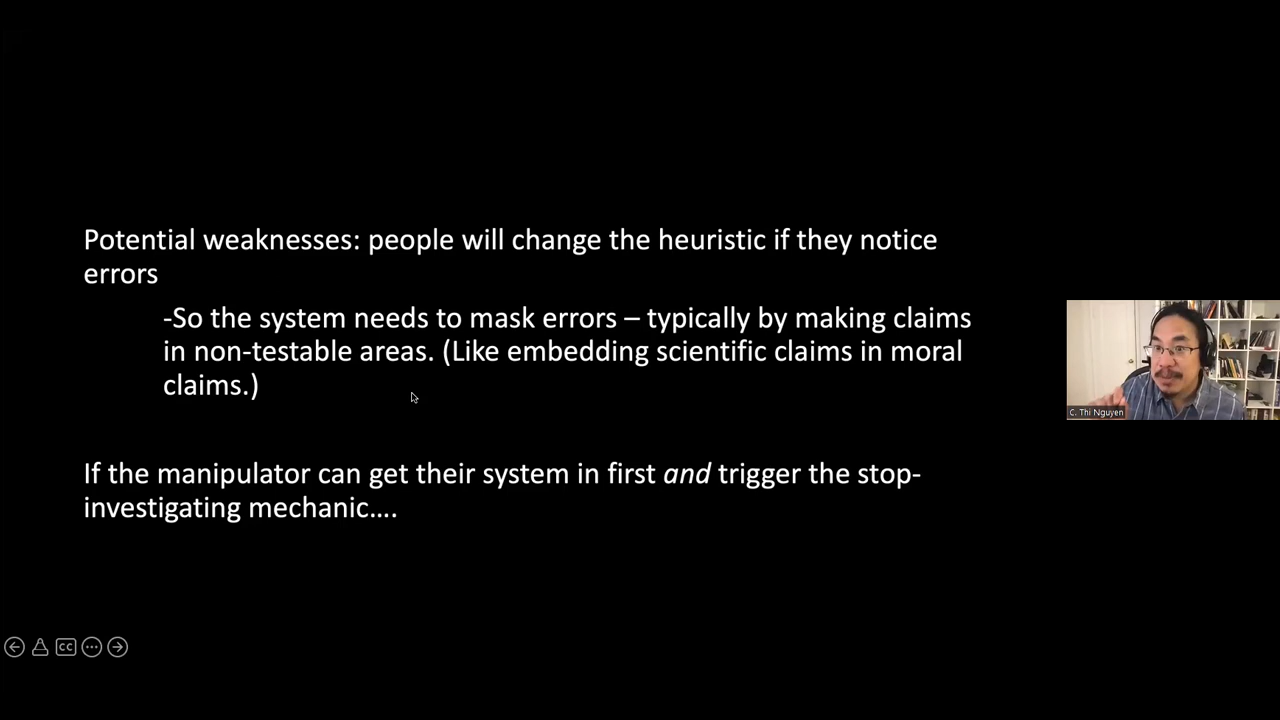 Potential weaknesses: people will change the heuristic if they notice
errors
-So the system needs to mask errors – typically by making claims
in non-testable areas. (Like embedding scientific claims in moral
claims.)
If the manipulator can get their system in first and trigger the stop-
investigating mechanic....
C. Thi Nguyen
CC